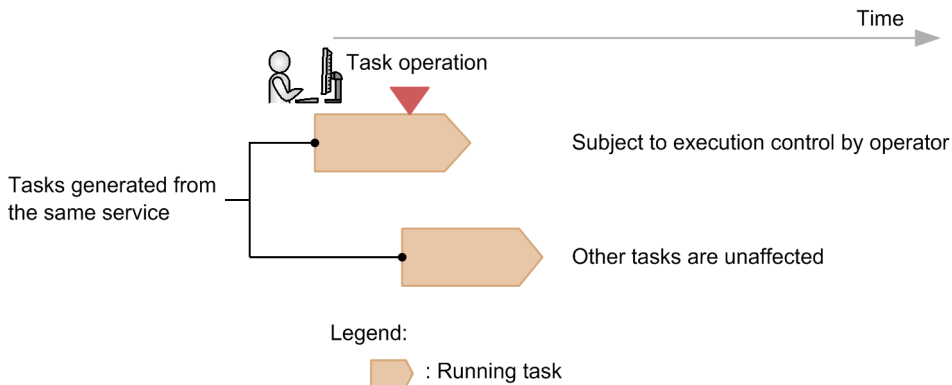 Time
Task operation
Subject to execution control by operator
Tasks generated from
the same service
Other tasks are unaffected
Legend:
: Running task